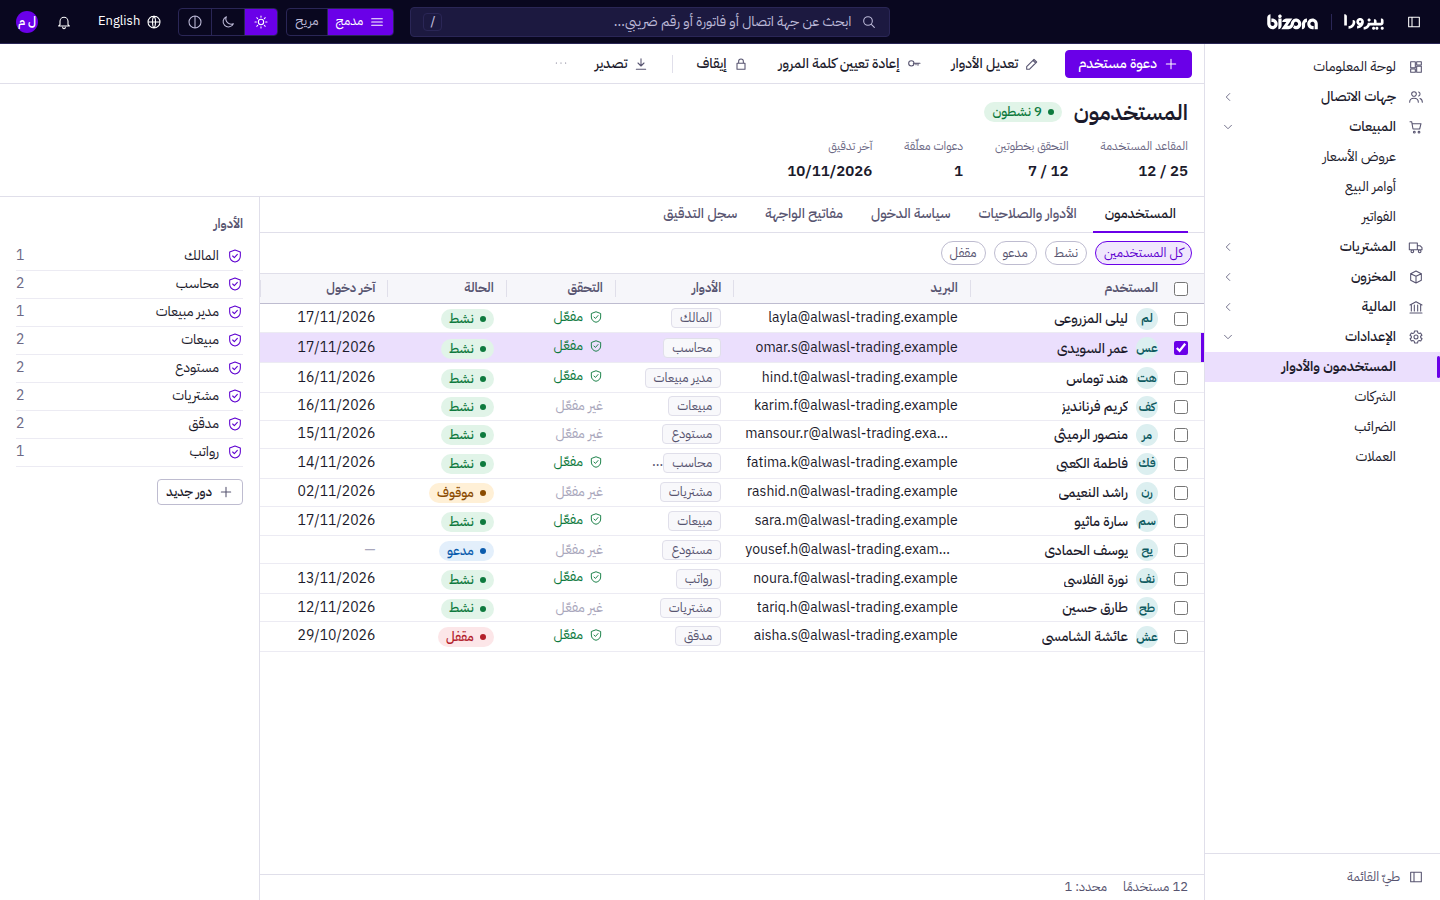 بيزورا bizora
ابحث عن جهة اتصال أو فاتورة أو رقم ضريبي...
/
مدمج
مريح
English
ل م
لوحة المعلومات
جهات الاتصال
المبيعات
عروض الأسعار
أوامر البيع
الفواتير
المشتريات
المخزون
المالية
الإعدادات
المستخدمون والأدوار
الشركات
الضرائب
العملات
طيّ القائمة
دعوة مستخدم
تعديل الأدوار
إعادة تعيين كلمة المرور
إيقاف
تصدير
المستخدمون
9 نشطون
المقاعد المستخدمة
12 / 25
التحقق بخطوتين
7 / 12
دعوات معلّقة
1
آخر تدقيق
10/11/2026
المستخدمون
الأدوار والصلاحيات
سياسة الدخول
مفاتيح الواجهة
سجل التدقيق
كل المستخدمين
نشط
مدعو
مقفل
المستخدم البريد الأدوار التحقق الحالة آخر دخول
لم ليلى المزروعي layla@alwasl-trading.example المالك مفعّل نشط 17/11/2026
عس عمر السويدي omar.s@alwasl-trading.example محاسب مفعّل نشط 17/11/2026
هت هند توماس hind.t@alwasl-trading.example مدير مبيعات مفعّل نشط 16/11/2026
كف كريم فرنانديز karim.f@alwasl-trading.example مبيعات غير مفعّل نشط 16/11/2026
مر منصور الرميثي mansour.r@alwasl-trading.exa... مستودع غير مفعّل نشط 15/11/2026
فك فاطمة الكعبي fatima.k@alwasl-trading.example محاسب... مفعّل نشط 14/11/2026
رن راشد النعيمي rashid.n@alwasl-trading.example مشتريات غير مفعّل موقوف 02/11/2026
سم سارة ماثيو sara.m@alwasl-trading.example مبيعات مفعّل نشط 17/11/2026
يح يوسف الحمادي yousef.h@alwasl-trading.exam... مستودع غير مفعّل مدعو —
نف نورة الفلاسي noura.f@alwasl-trading.example رواتب مفعّل نشط 13/11/2026
طح طارق حسين tariq.h@alwasl-trading.example مشتريات غير مفعّل نشط 12/11/2026
عش عائشة الشامسي aisha.s@alwasl-trading.example مدقق مفعّل مقفل 29/10/2026
12 مستخدمًا محدد: 1
الأدوار
المالك 1
محاسب 2
مدير مبيعات 1
مبيعات 2
مستودع 2
مشتريات 2
مدقق 2
رواتب 1
دور جديد